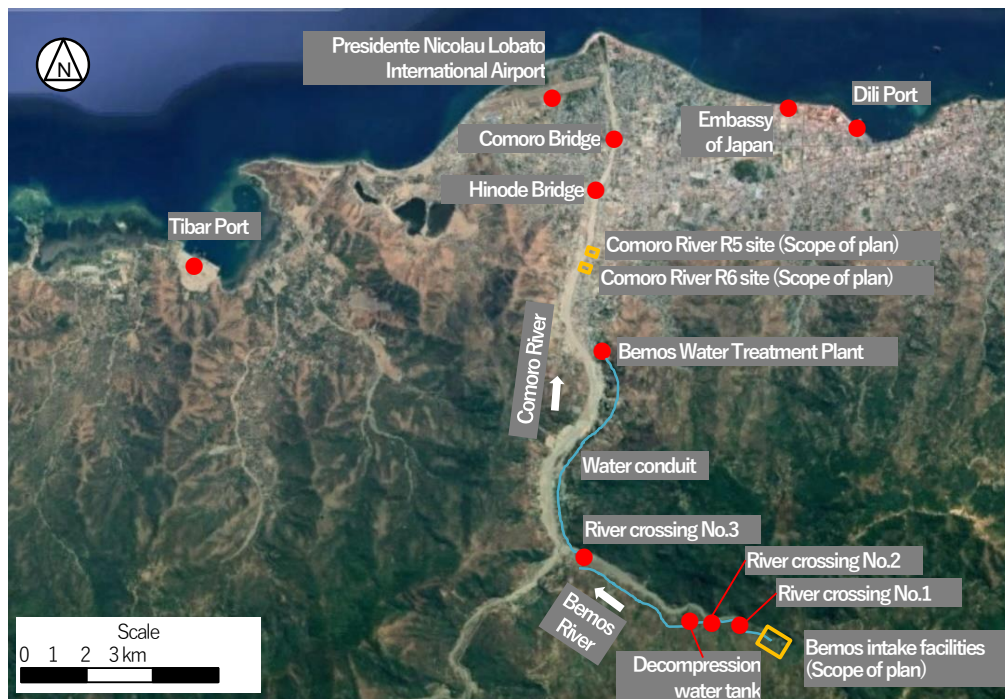 Presidente Nicolau Lobato
International Airport
N
Dili Port
Embassy
of Japan
Comoro Bridge
Hinode Bridge
Tibar Port
Comoro River R5 site (Scope of plan)
Comoro River R6 site (Scope of plan)
Comoro River
Bemos Water Treatment Plant
Water conduit
River crossing No.3
River crossing No.2
River crossing No.1
Bemos
River
Scale
0 1 2 3 km
Decompression
water tank
Bemos intake facilities
(Scope of plan)